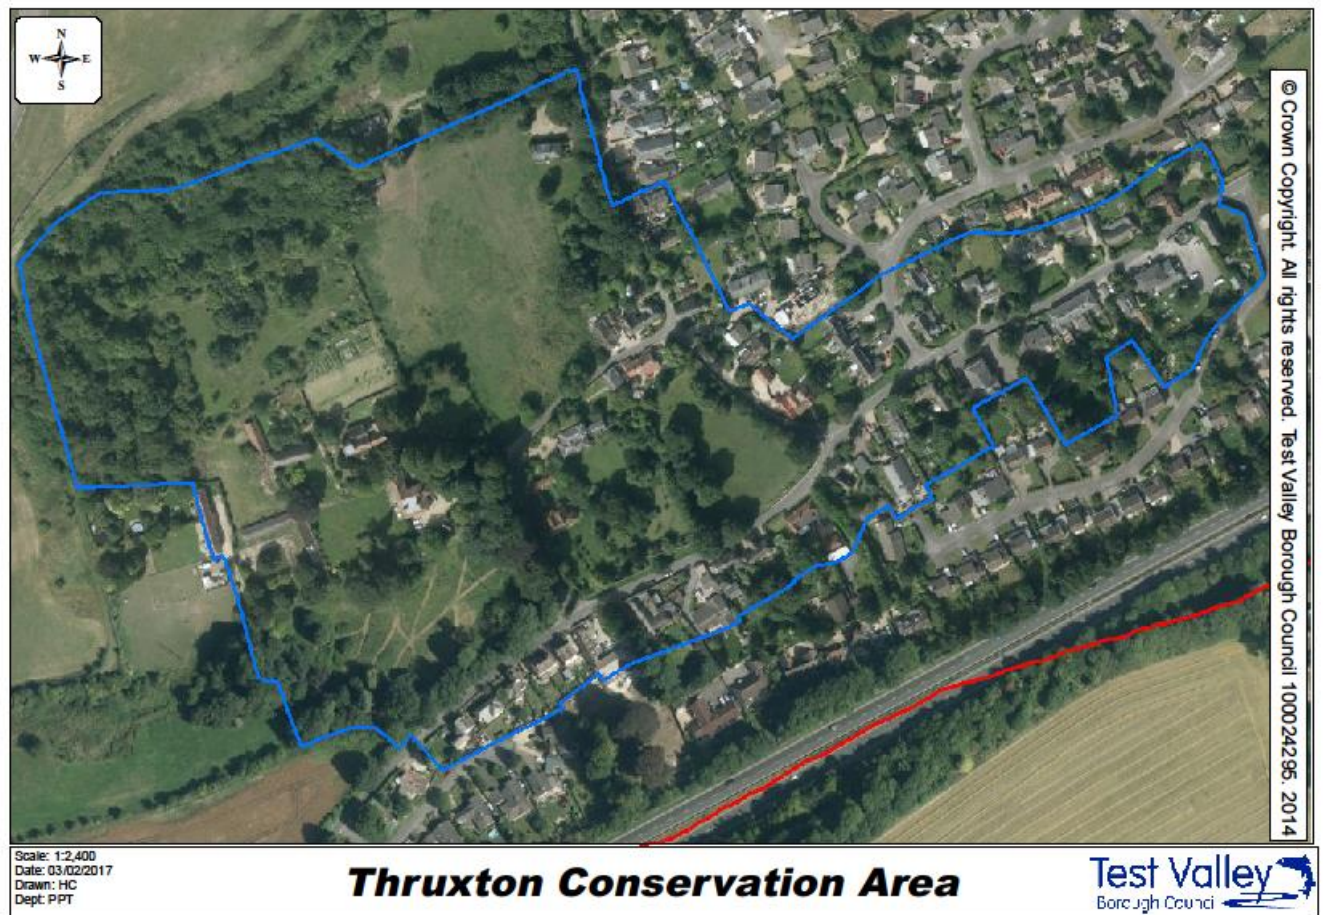 N
W E
S
© Crown Copyright. All rights reserved. Test Valley Borough Council 100024295. 2014
Scale: 1:2,400
Date: 03/02/2017
Drawn: HC
Dept: PPT
Thruxton Conservation Area
Test Valley
Borough Council